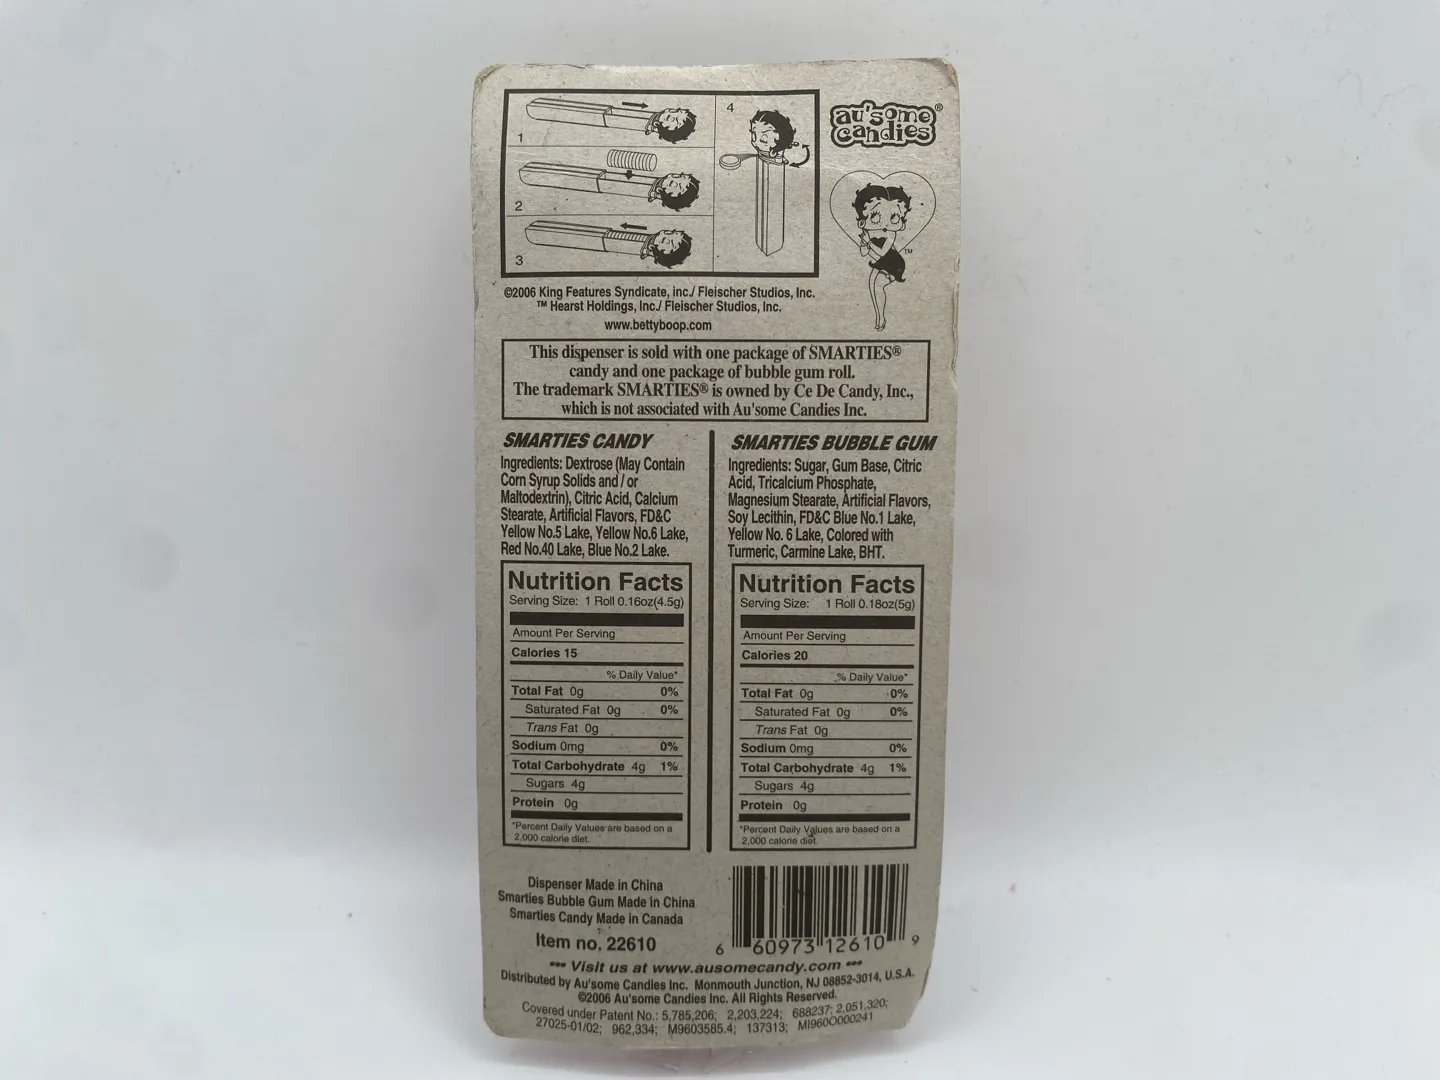 1
2
3
4
au'some®
candies
TM
©2006 King Features Syndicate, inc./ Fleischer Studios, Inc.
™ Hearst Holdings, Inc./ Fleischer Studios, Inc.
www.bettyboop.com
This dispenser is sold with one package of SMARTIES®
candy and one package of bubble gum roll.
The trademark SMARTIES® is owned by Ce De Candy, Inc.,
which is not associated with Au'some Candies Inc.
SMARTIES CANDY
Ingredients: Dextrose (May Contain
Corn Syrup Solids and / or
Maltodextrin), Citric Acid, Calcium
Stearate, Artificial Flavors, FD&C
Yellow No.5 Lake, Yellow No.6 Lake,
Red No.40 Lake, Blue No.2 Lake.
Nutrition Facts
Serving Size: 1 Roll 0.16oz(4.5g)
Amount Per Serving
Calories 15
% Daily Value*
Total Fat 0g 0%
Saturated Fat 0g 0%
Trans Fat 0g
Sodium 0mg 0%
Total Carbohydrate 4g 1%
Sugars 4g
Protein 0g
*Percent Daily Values are based on a
2,000 calorie diet.
SMARTIES BUBBLE GUM
Ingredients: Sugar, Gum Base, Citric
Acid, Tricalcium Phosphate,
Magnesium Stearate, Artificial Flavors,
Soy Lecithin, FD&C Blue No.1 Lake,
Yellow No. 6 Lake, Colored with
Turmeric, Carmine Lake, BHT.
Nutrition Facts
Serving Size: 1 Roll 0.18oz(5g)
Amount Per Serving
Calories 20
% Daily Value*
Total Fat 0g 0%
Saturated Fat 0g 0%
Trans Fat 0g
Sodium 0mg 0%
Total Carbohydrate 4g 1%
Sugars 4g
Protein 0g
*Percent Daily Values are based on a
2,000 calorie diet.
Dispenser Made in China
Smarties Bubble Gum Made in China
Smarties Candy Made in Canada
Item no. 22610
6 60973 12610 9
*** Visit us at www.ausomecandy.com ***
Distributed by Au'some Candies Inc. Monmouth Junction, NJ 08852-3014, U.S.A.
©2006 Au'some Candies Inc. All Rights Reserved.
Covered under Patent No.: 5,785,206; 2,203,224; 688237; 2,051,320;
27025-01/02; 962,334; M9603585.4; 137313; MI96O0000241